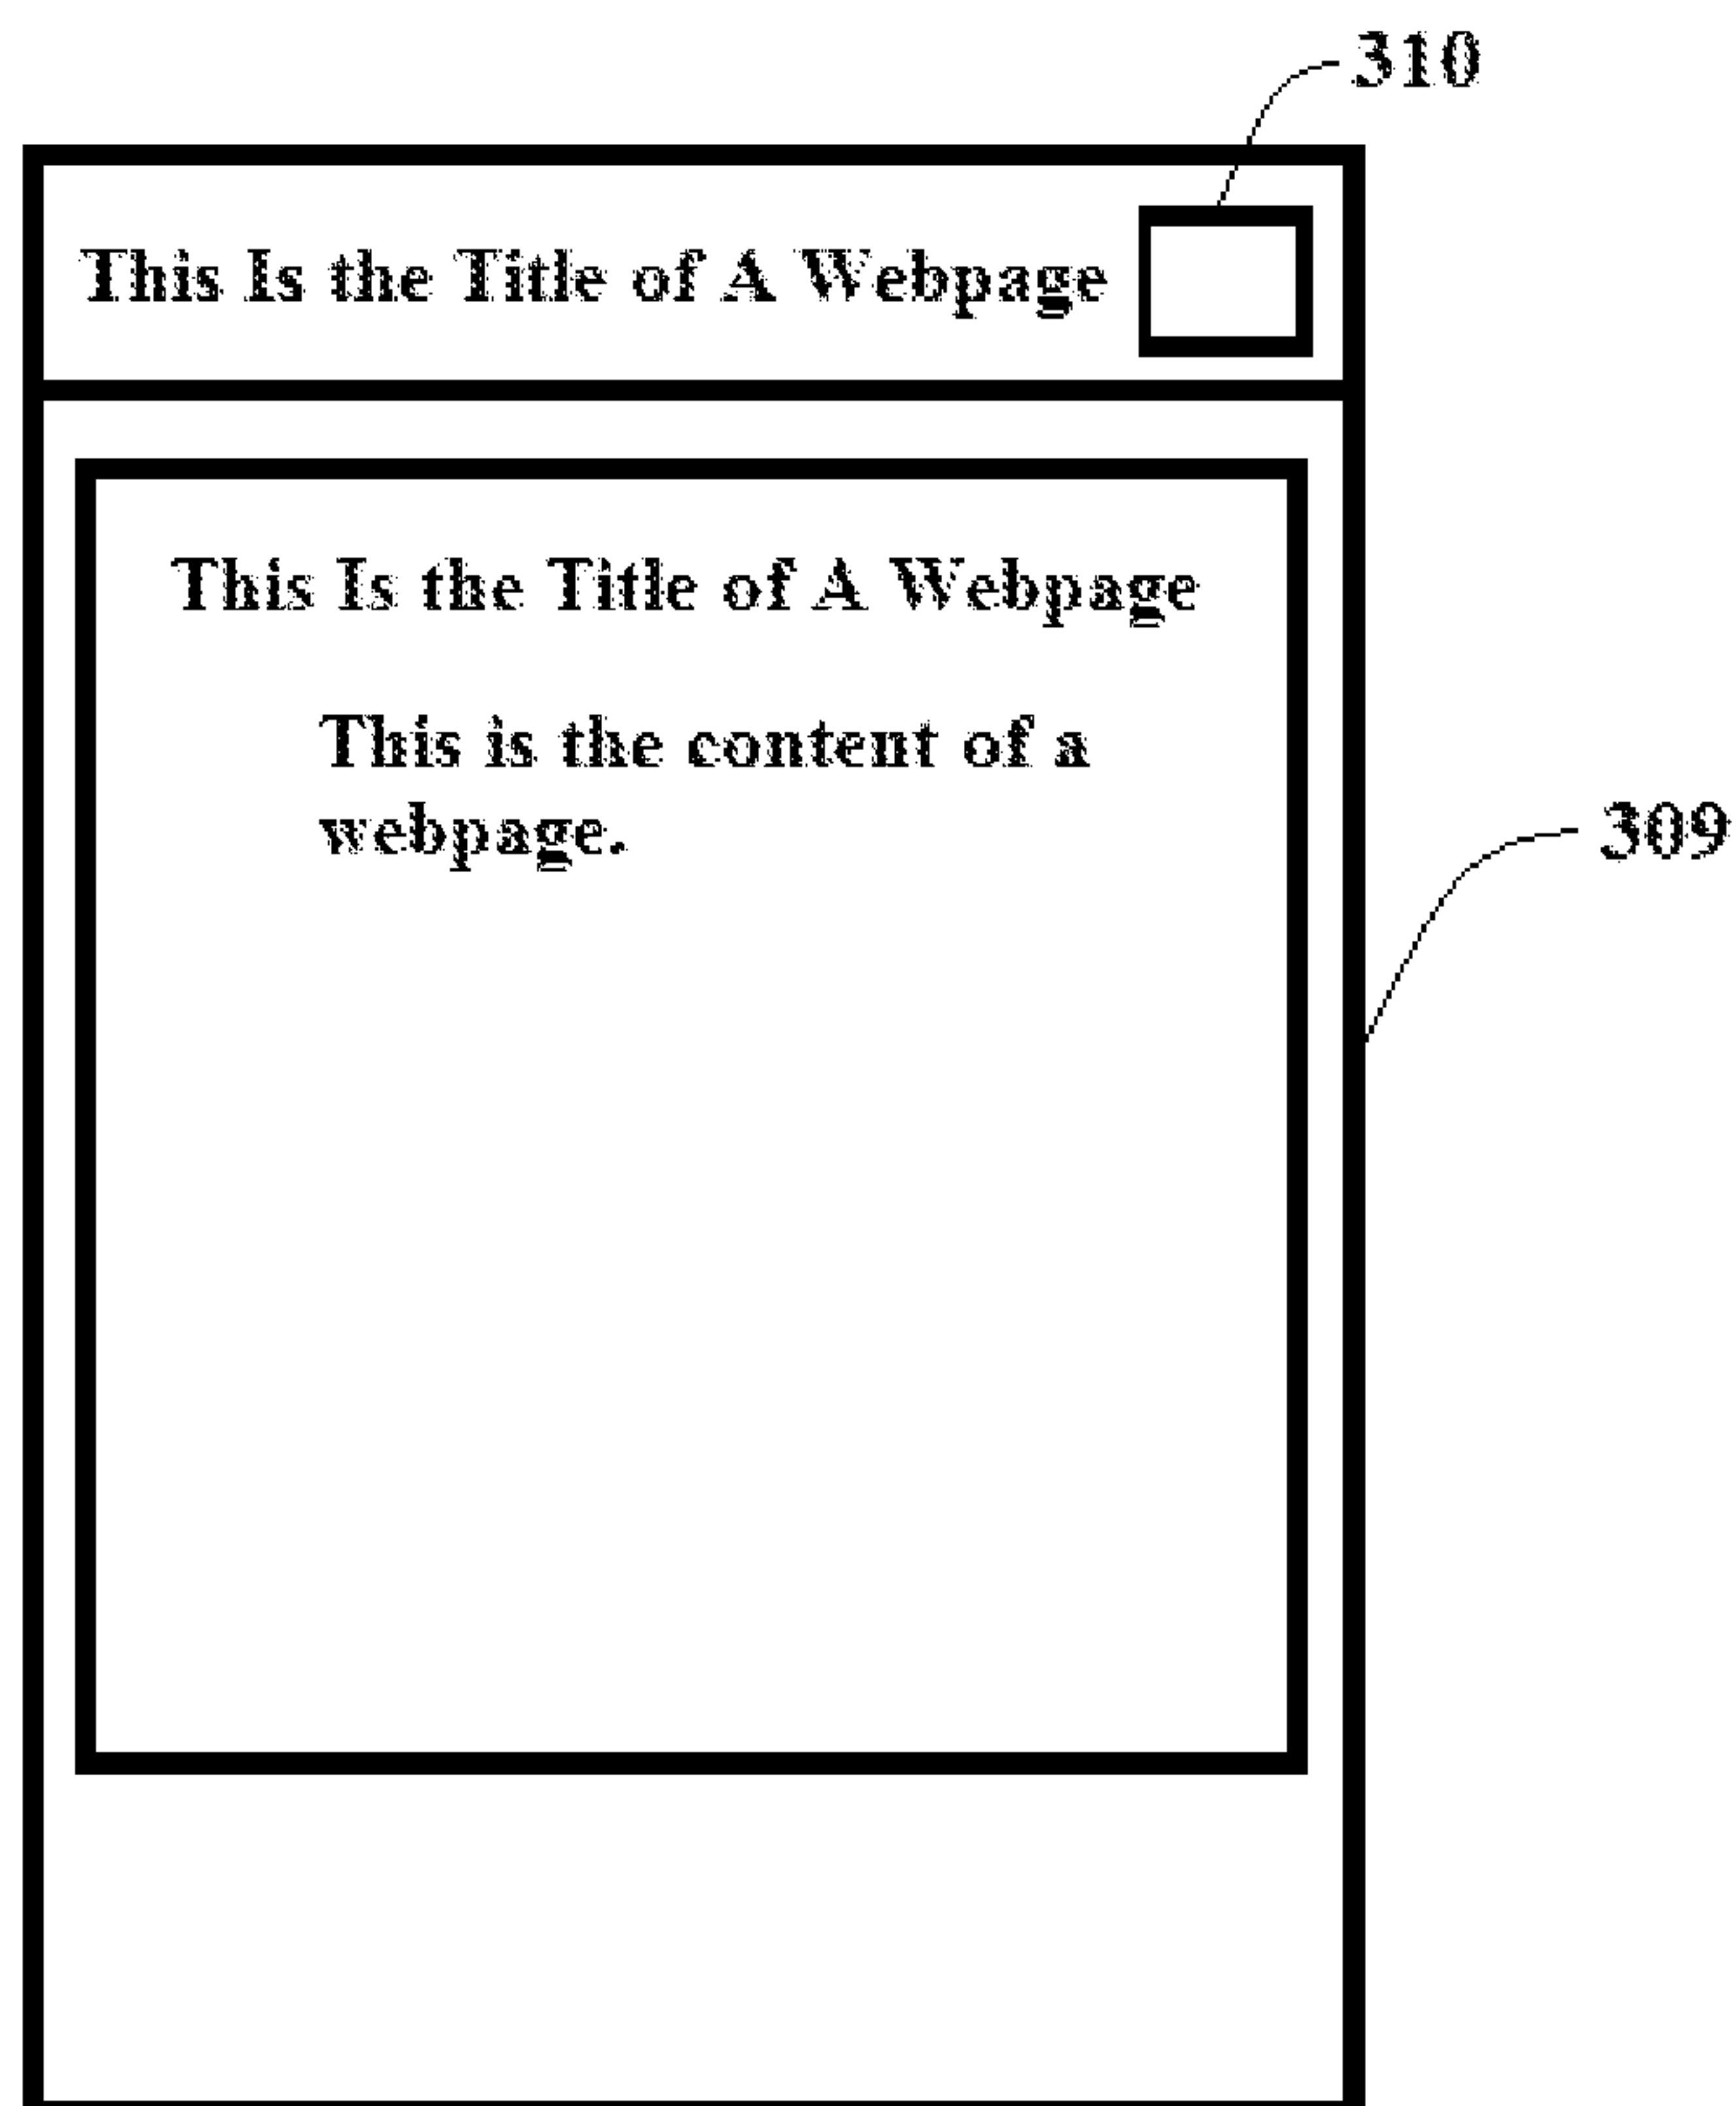 310
This Is the Title of A Webpage
This Is the Title of A Webpage
This is the content of a
webpage.
309